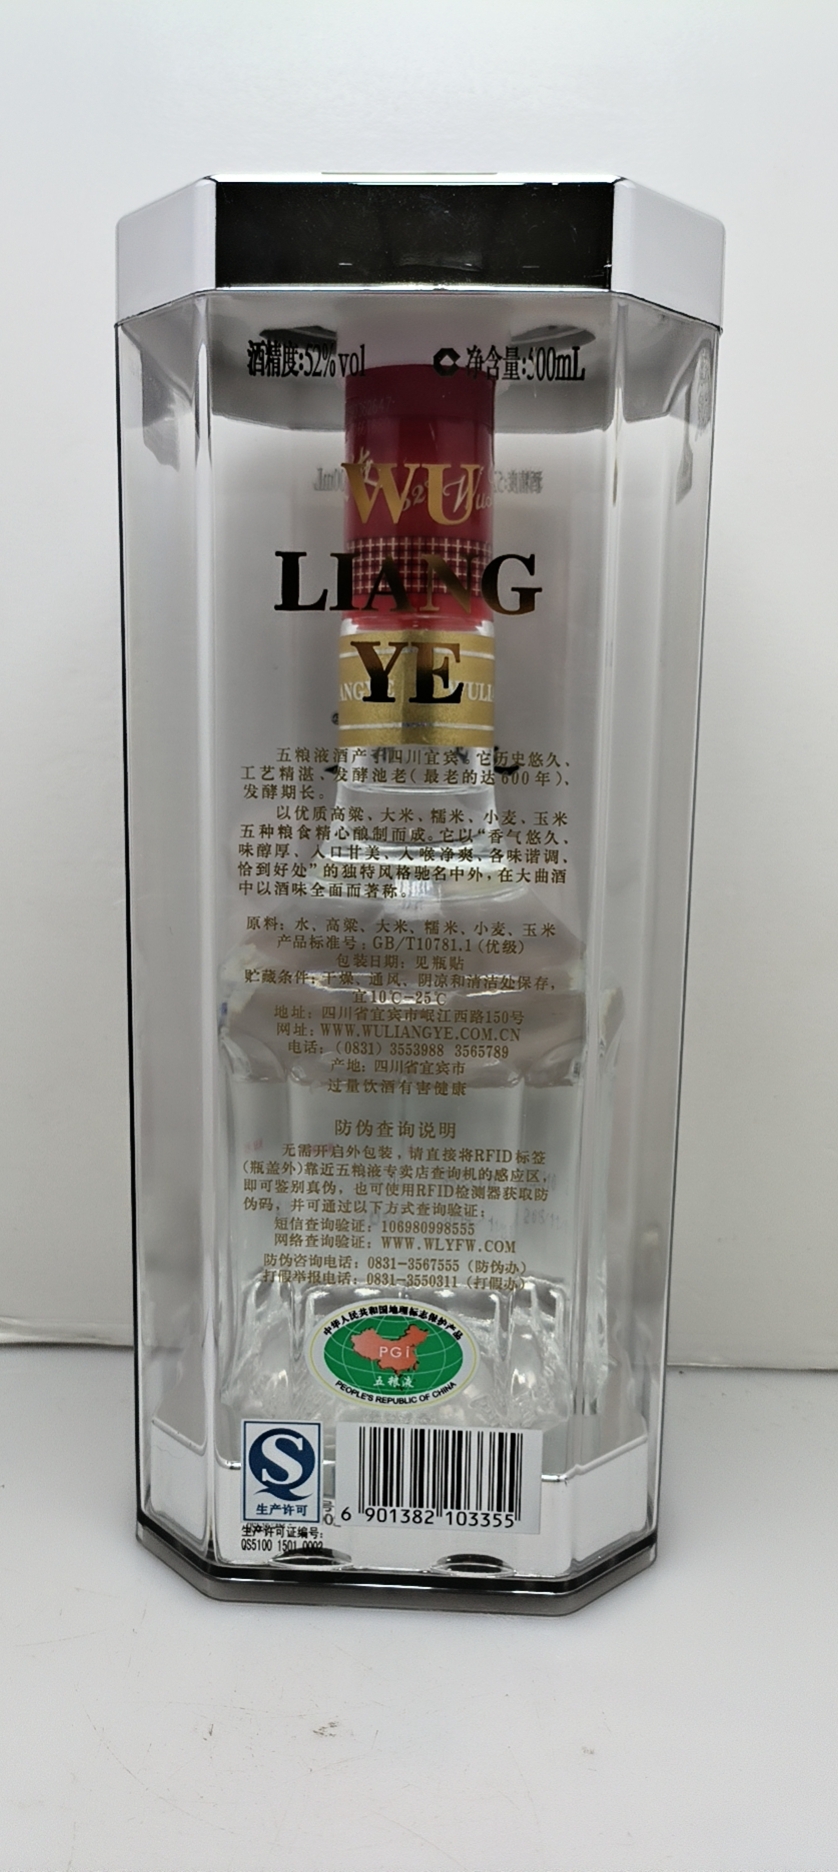 酒精度:52%vol 净含量:500mL
WU
LIANG
YE
五粮液酒产于四川宜宾。它历史悠久、
工艺精湛、发酵池老(最老的达600年)、
发酵期长。
以优质高粱、大米、糯米、小麦、玉米
五种粮食精心酿制而成。它以“香气悠久、
味醇厚、入口甘美、入喉净爽、各味谐调、
恰到好处”的独特风格驰名中外,在大曲酒
中以酒味全面而著称。
原料：水、高粱、大米、糯米、小麦、玉米
产品标准号：GB/T10781.1(优级)
包装日期：见瓶贴
贮藏条件：干燥、通风、阴凉和清洁处保存，
宜10℃-25℃
地址：四川省宜宾市岷江西路150号
网址：WWW.WULIANGYE.COM.CN
电话：(0831) 3553988 3565789
产地：四川省宜宾市
过量饮酒有害健康
防伪查询说明
无需开启外包装，请直接将RFID标签
(瓶盖外)靠近五粮液专卖店查询机的感应区，
即可鉴别真伪，也可使用RFID检测器获取防
伪码，并可通过以下方式查询验证：
短信查询验证：106980998555
网络查询验证：WWW.WLYFW.COM
防伪咨询电话：0831-3567555 (防伪办)
打假举报电话：0831-3550311 (打假办)
中华人民共和国地理标志保护产品
PGI
五粮液
PEOPLE'S REPUBLIC OF CHINA
生产许可
6 901382 103355
生产许可证编号:
QS5100 1501 0002